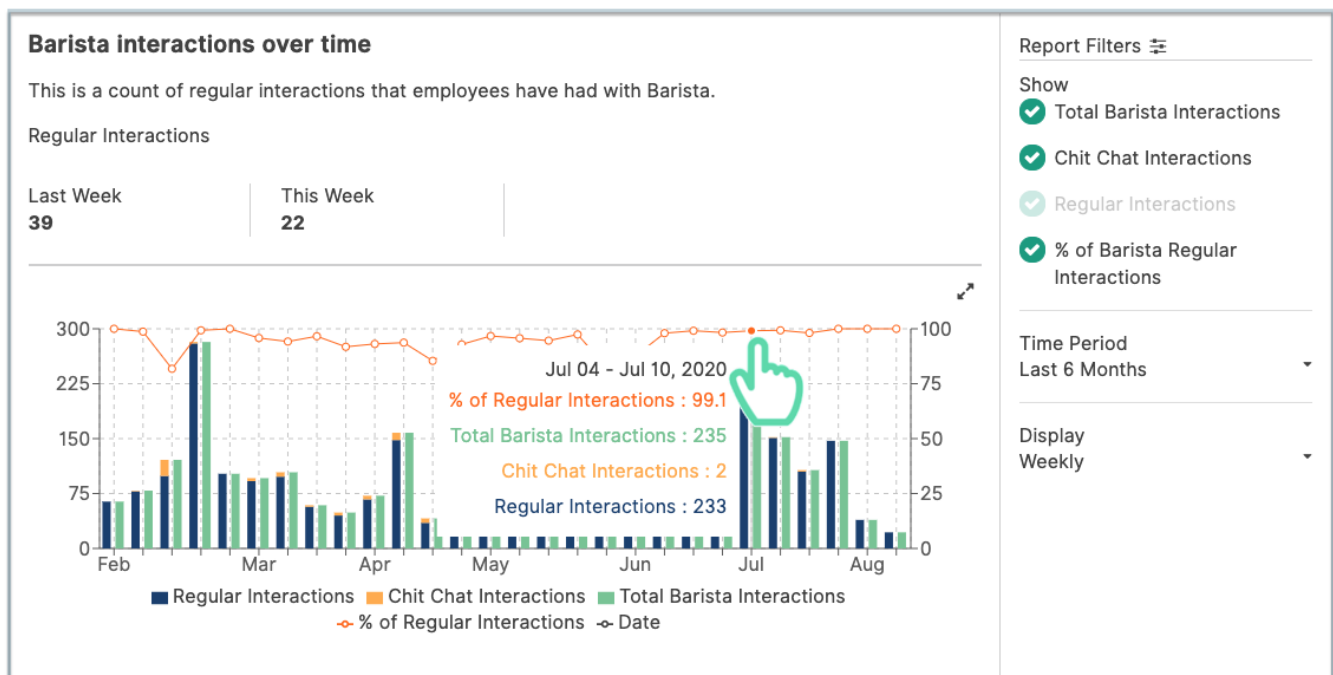 Barista interactions over time
This is a count of regular interactions that employees have had with Barista.
Regular Interactions
Last Week
39
This Week
22
300
225
150
75
0
100
75
50
25
0
Jul 04 - Jul 10, 2020
% of Regular Interactions : 99.1
Total Barista Interactions : 235
Chit Chat Interactions : 2
Regular Interactions : 233
Feb Mar Apr May Jun Jul Aug
Regular Interactions Chit Chat Interactions Total Barista Interactions
% of Regular Interactions Date
Report Filters
Show
Total Barista Interactions
Chit Chat Interactions
Regular Interactions
% of Barista Regular
Interactions
Time Period
Last 6 Months
Display
Weekly